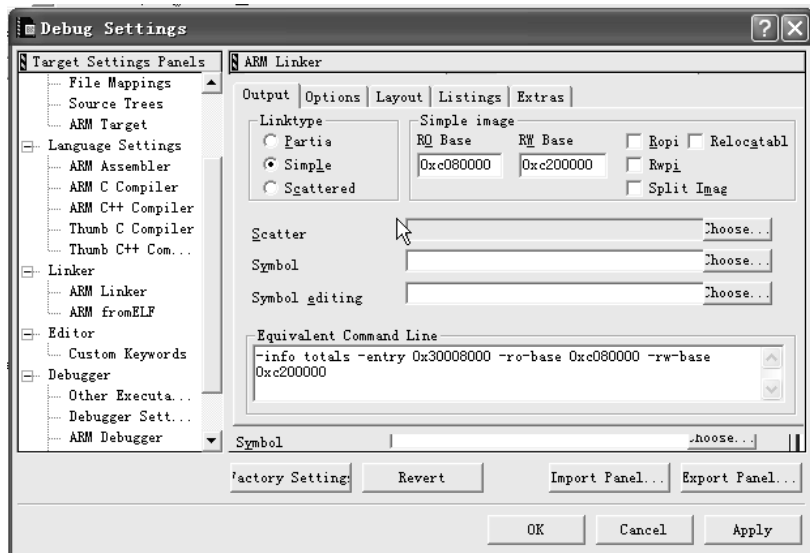 Debug Settings
Target Settings Panels
File Mappings
Source Trees
ARM Target
Language Settings
ARM Assembler
ARM C Compiler
ARM C++ Compiler
Thumb C Compiler
Thumb C++ Com...
Linker
ARM Linker
ARM fromELF
Editor
Custom Keywords
Debugger
Other Executa...
Debugger Sett...
ARM Debugger
ARM Linker
Output Options Layout Listings Extras
Linktype
Partia
Simple
Scattered
Simple image
RO Base RW Base
0xc080000 0xc200000
Ropi Relocatabl
Rwpi
Split Imag
Scatter Choose...
Symbol Choose...
Symbol editing Choose...
Equivalent Command Line
-info totals -entry 0x30008000 -ro-base 0xc080000 -rw-base
0xc200000
Symbol hoose...
Factory Setting Revert Import Panel... Export Panel...
OK Cancel Apply